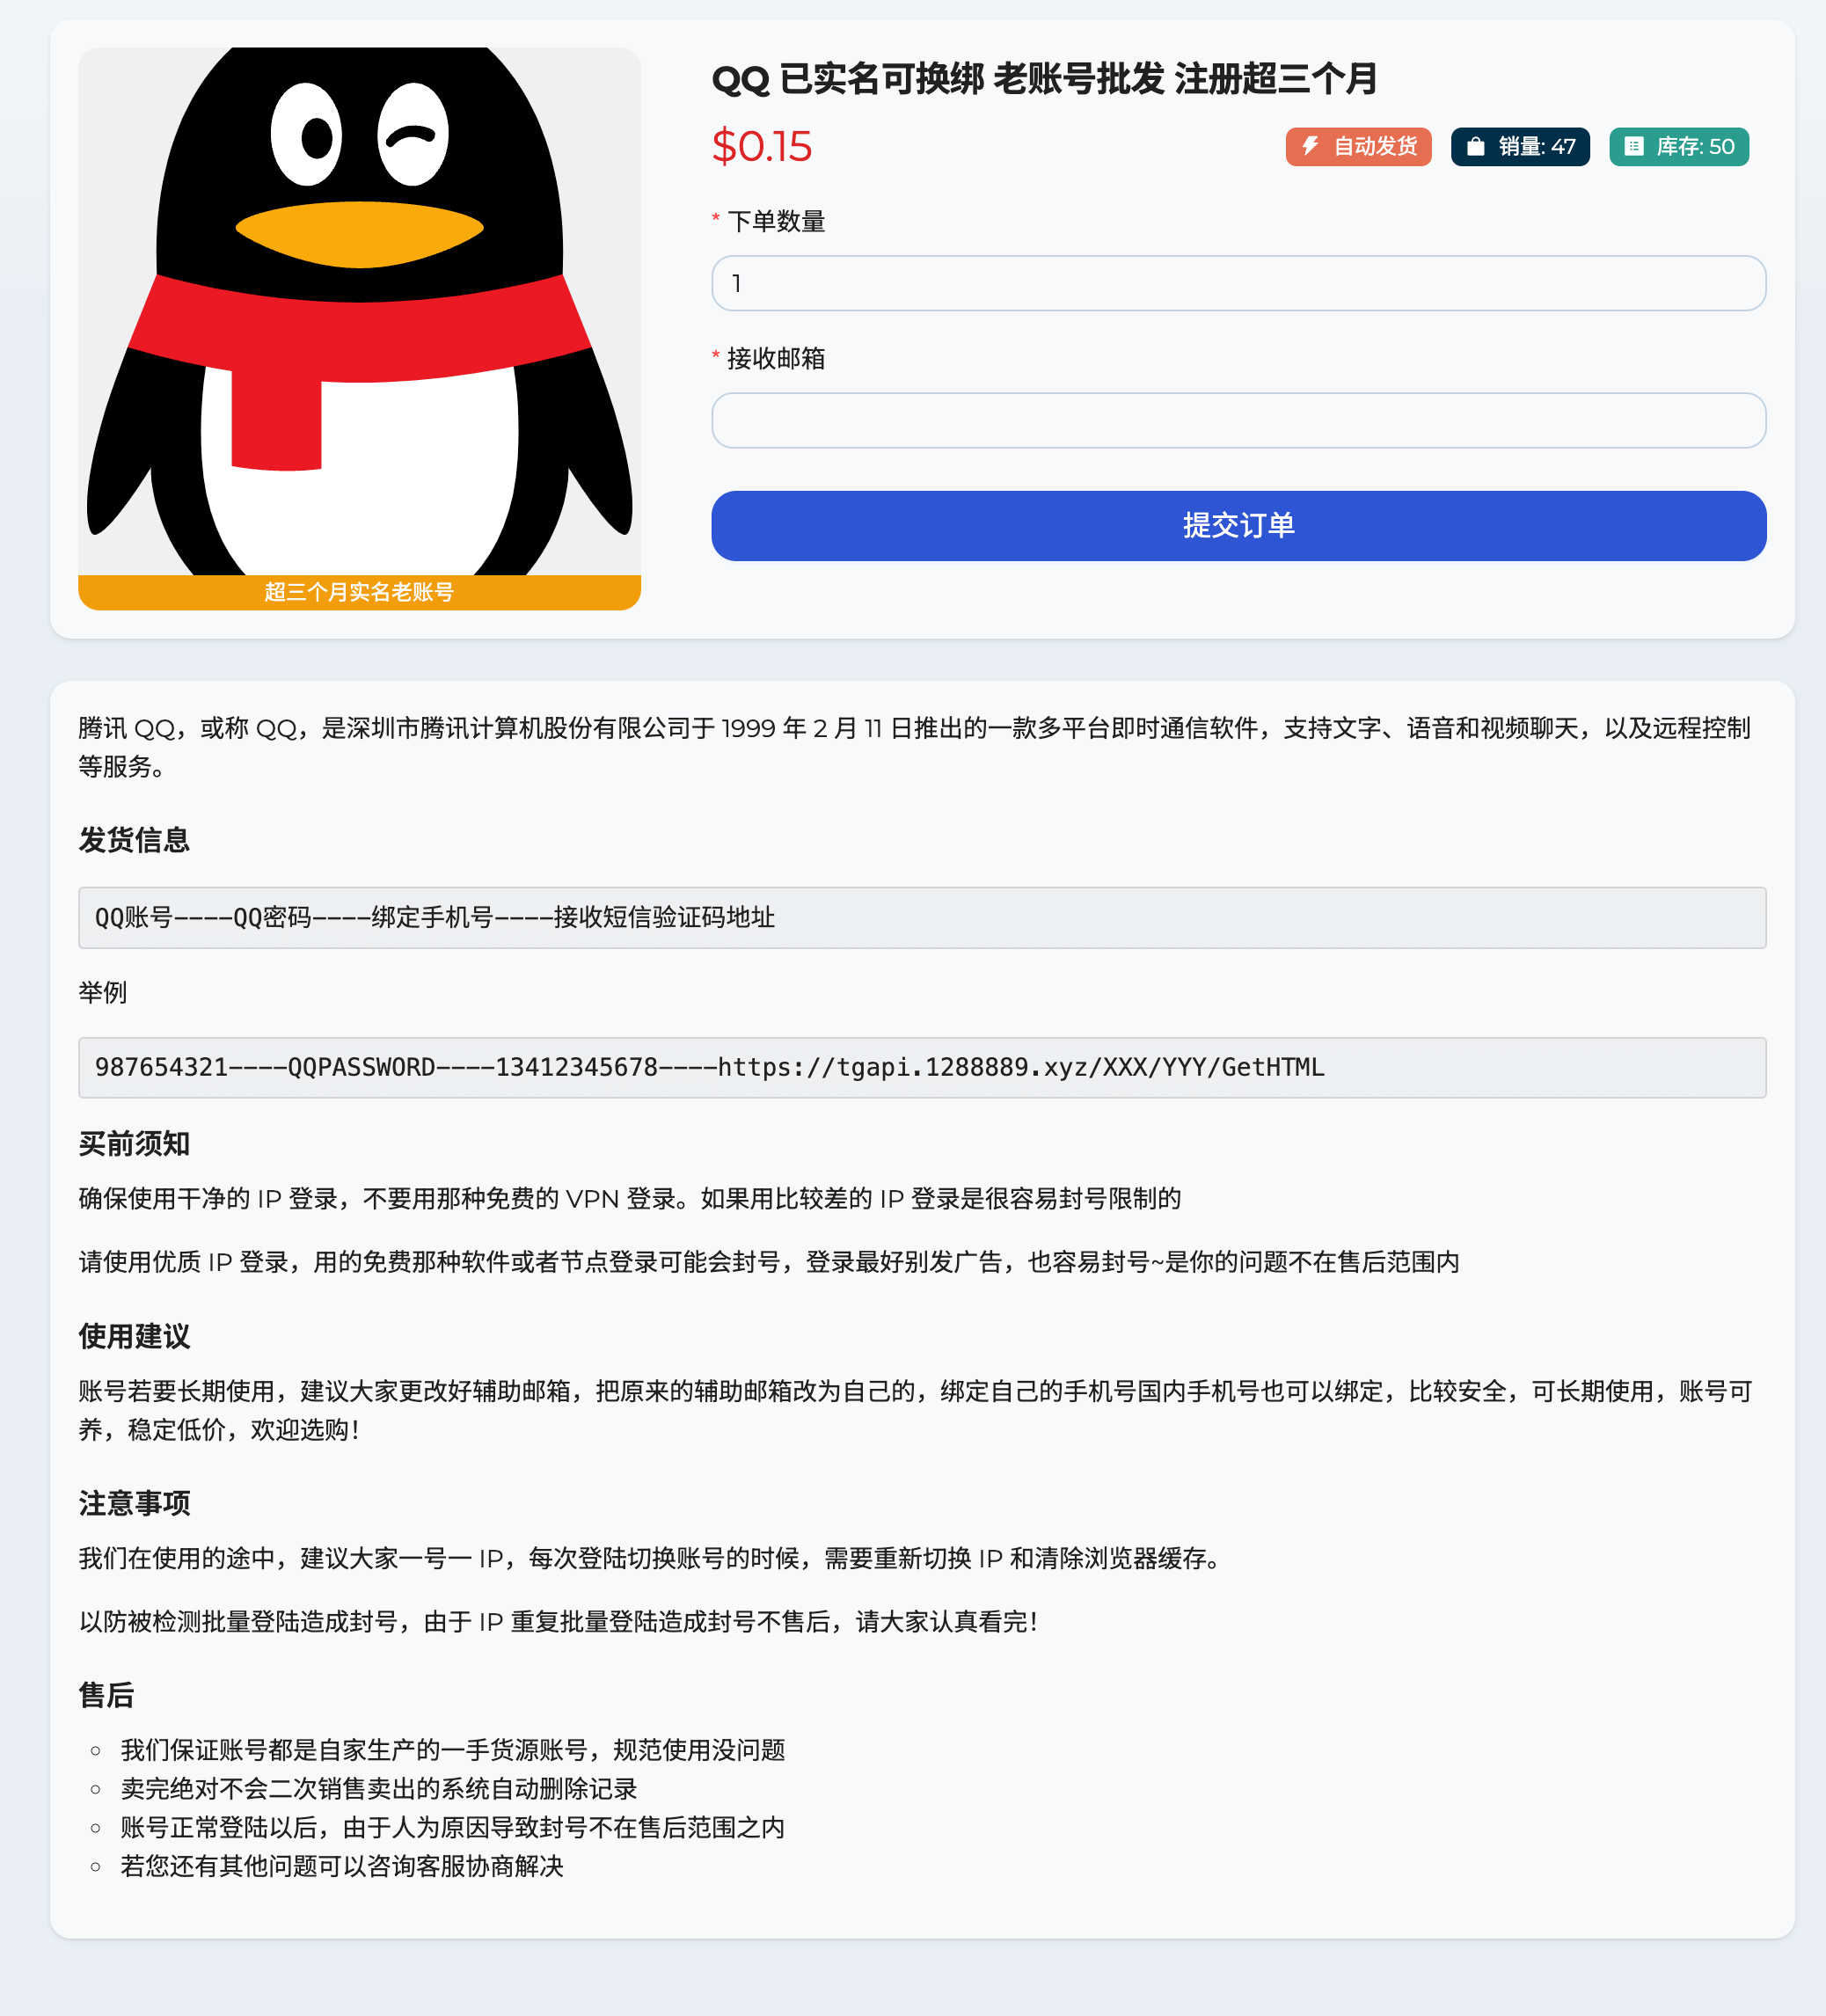 QQ 已实名可换绑 老账号批发 注册超三个月
$0.15
自动发货
销量: 47
库存: 50
* 下单数量
1
* 接收邮箱
提交订单
超三个月实名老账号
腾讯 QQ，或称 QQ，是深圳市腾讯计算机股份有限公司于 1999 年 2 月 11 日推出的一款多平台即时通信软件，支持文字、语音和视频聊天，以及远程控制
等服务。
发货信息
QQ账号----QQ密码----绑定手机号----接收短信验证码地址
举例
987654321----QQPASSWORD----13412345678----https://tgapi.1288889.xyz/XXX/YYY/GetHTML
买前须知
确保使用干净的 IP 登录，不要用那种免费的 VPN 登录。如果用比较差的 IP 登录是很容易封号限制的
请使用优质 IP 登录，用的免费那种软件或者节点登录可能会封号，登录最好别发广告，也容易封号~是你的问题不在售后范围内
使用建议
账号若要长期使用，建议大家更改好辅助邮箱，把原来的辅助邮箱改为自己的，绑定自己的手机号国内手机号也可以绑定，比较安全，可长期使用，账号可
养，稳定低价，欢迎选购！
注意事项
我们在使用的途中，建议大家一号一 IP，每次登陆切换账号的时候，需要重新切换 IP 和清除浏览器缓存。
以防被检测批量登陆造成封号，由于 IP 重复批量登陆造成封号不售后，请大家认真看完！
售后
我们保证账号都是自家生产的一手货源账号，规范使用没问题
卖完绝对不会二次销售卖出的系统自动删除记录
账号正常登陆以后，由于人为原因导致封号不在售后范围之内
若您还有其他问题可以咨询客服协商解决